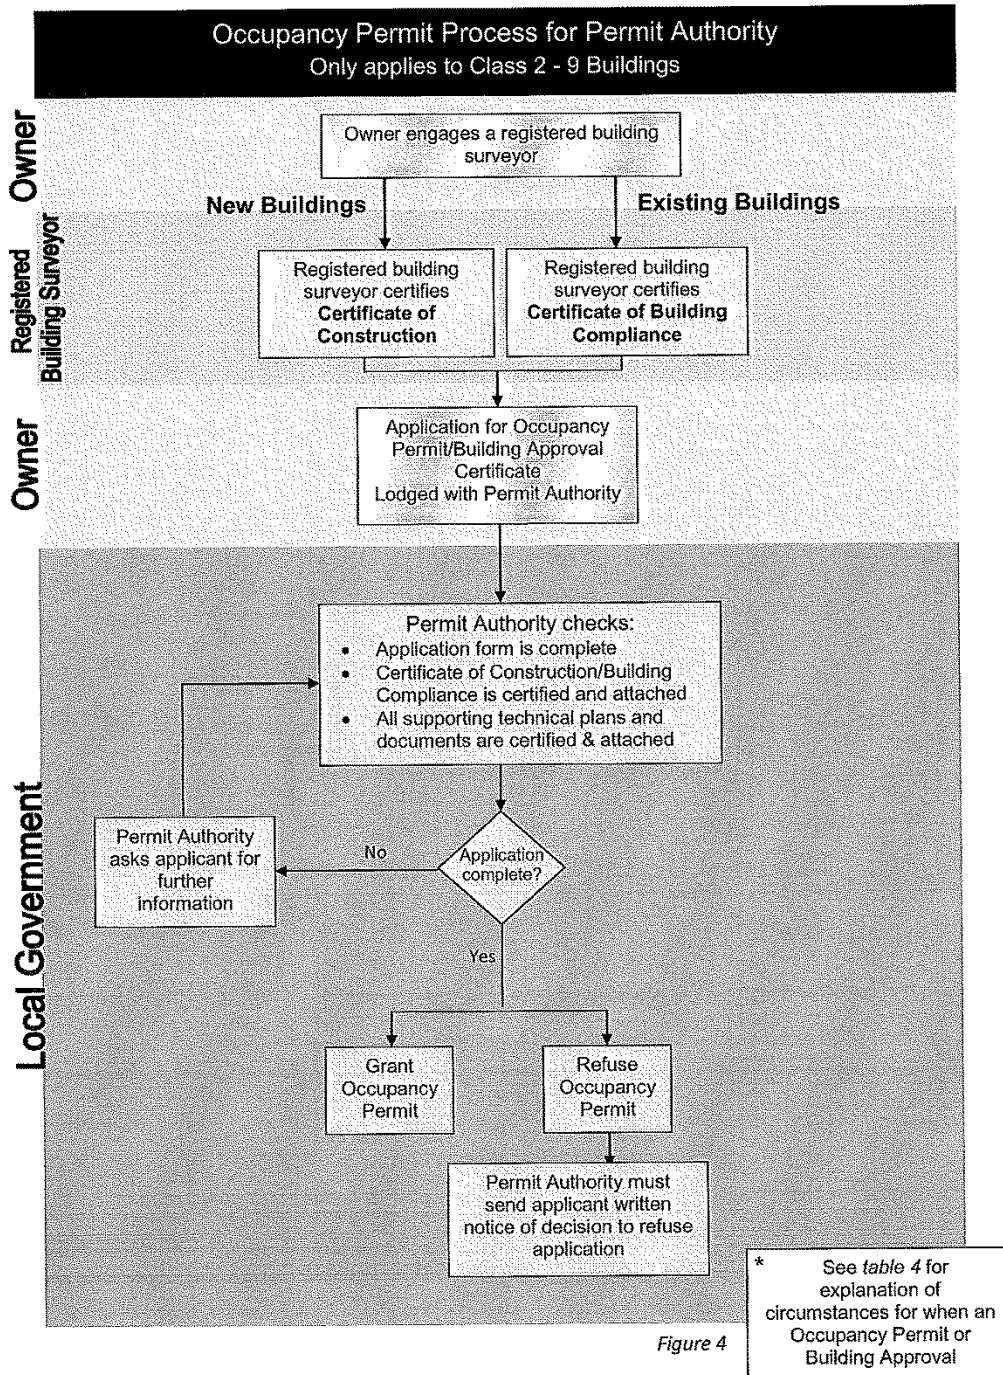 Occupancy Permit Process for Permit Authority
Only applies to Class 2 - 9 Buildings
Owner
Owner engages a registered building
surveyor
New Buildings
Existing Buildings
Registered
Building Surveyor
Registered building
surveyor certifies
Certificate of
Construction
Registered building
surveyor certifies
Certificate of Building
Compliance
Owner
Application for Occupancy
Permit/Building Approval
Certificate
Lodged with Permit Authority
Local Government
Permit Authority checks:
• Application form is complete
• Certificate of Construction/Building
Compliance is certified and attached
• All supporting technical plans and
documents are certified & attached
Permit Authority
asks applicant for
further
information
No
Application
complete?
Yes
Grant
Occupancy
Permit
Refuse
Occupancy
Permit
Permit Authority must
send applicant written
notice of decision to refuse
application
* See table 4 for
explanation of
circumstances for when an
Occupancy Permit or
Building Approval
Figure 4